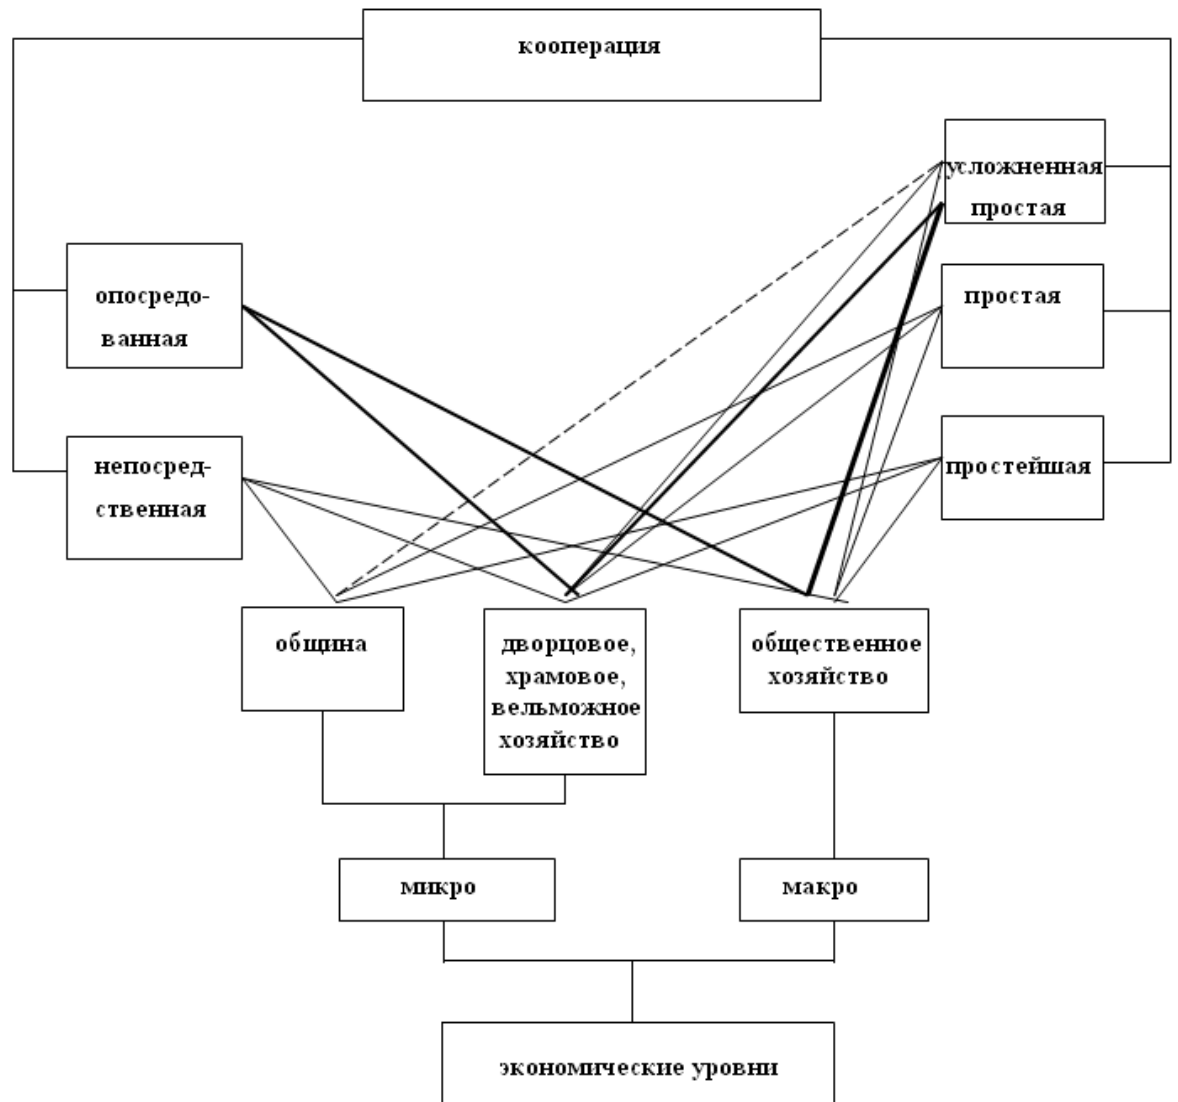 кооперация
усложненная
простая
опосредо-
ванная
простая
непосред-
ственная
простейшая
община
дворцовое,
храмовое,
вельможное
хозяйство
общественное
хозяйство
микро
макро
экономические уровни